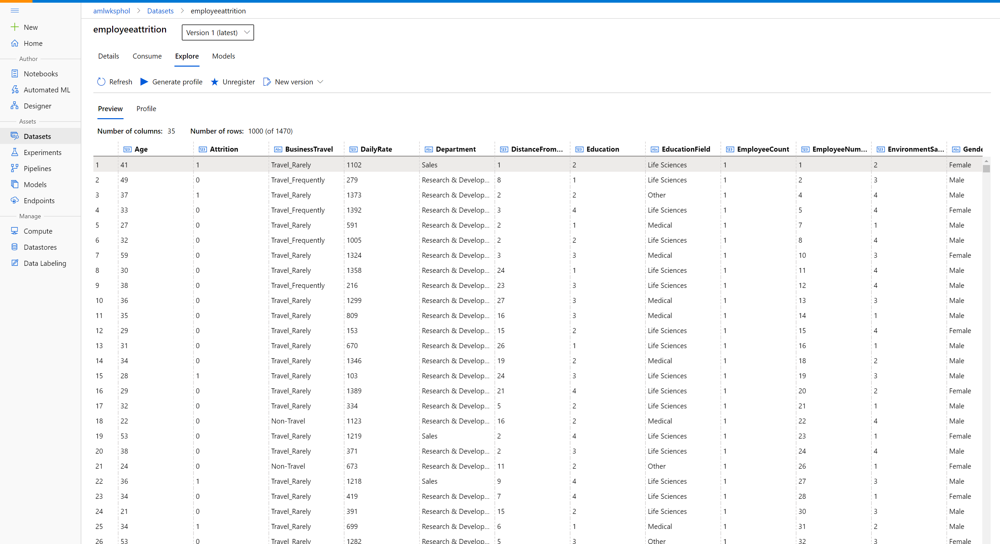 amlwksphol > Datasets > employeeattrition
New
Home
Author
Notebooks
Automated ML
Designer
Assets
Datasets
Experiments
Pipelines
Models
Endpoints
Manage
Compute
Datastores
Data Labeling
employeeattrition Version 1 (latest)
Details Consume Explore Models
Refresh Generate profile Unregister New version
Preview Profile
Number of columns: 35 Number of rows: 1000 (of 1470)
123 Age 123 Attrition Abc BusinessTravel 123 DailyRate Abc Department 123 DistanceFrom... 123 Education Abc EducationField 123 EmployeeCount 123 EmployeeNum... 123 EnvironmentSa... Abc Gende
1 41 1 Travel_Rarely 1102 Sales 1 2 Life Sciences 1 1 2 Female
2 49 0 Travel_Frequently 279 Research & Develop... 8 1 Life Sciences 1 2 3 Male
3 37 1 Travel_Rarely 1373 Research & Develop... 2 2 Other 1 4 4 Male
4 33 0 Travel_Frequently 1392 Research & Develop... 3 4 Life Sciences 1 5 4 Female
5 27 0 Travel_Rarely 591 Research & Develop... 2 1 Medical 1 7 1 Male
6 32 0 Travel_Frequently 1005 Research & Develop... 2 2 Life Sciences 1 8 4 Male
7 59 0 Travel_Rarely 1324 Research & Develop... 3 3 Medical 1 10 3 Female
8 30 0 Travel_Rarely 1358 Research & Develop... 24 1 Life Sciences 1 11 4 Male
9 38 0 Travel_Frequently 216 Research & Develop... 23 3 Life Sciences 1 12 4 Male
10 36 0 Travel_Rarely 1299 Research & Develop... 27 3 Medical 1 13 3 Male
11 35 0 Travel_Rarely 809 Research & Develop... 16 3 Medical 1 14 1 Male
12 29 0 Travel_Rarely 153 Research & Develop... 15 2 Life Sciences 1 15 4 Female
13 31 0 Travel_Rarely 670 Research & Develop... 26 1 Life Sciences 1 16 1 Male
14 34 0 Travel_Rarely 1346 Research & Develop... 19 2 Medical 1 18 2 Male
15 28 1 Travel_Rarely 103 Research & Develop... 24 3 Life Sciences 1 19 3 Male
16 29 0 Travel_Rarely 1389 Research & Develop... 21 4 Life Sciences 1 20 2 Female
17 32 0 Travel_Rarely 334 Research & Develop... 5 2 Life Sciences 1 21 1 Male
18 22 0 Non-Travel 1123 Research & Develop... 16 2 Medical 1 22 4 Male
19 53 0 Travel_Rarely 1219 Sales 2 4 Life Sciences 1 23 1 Female
20 38 0 Travel_Rarely 371 Research & Develop... 2 3 Life Sciences 1 24 4 Male
21 24 0 Non-Travel 673 Research & Develop... 11 2 Other 1 26 1 Female
22 36 1 Travel_Rarely 1218 Sales 9 4 Life Sciences 1 27 3 Male
23 34 0 Travel_Rarely 419 Research & Develop... 7 4 Life Sciences 1 28 1 Female
24 21 0 Travel_Rarely 391 Research & Develop... 15 2 Life Sciences 1 30 3 Male
25 34 1 Travel_Rarely 699 Research & Develop... 6 1 Medical 1 31 2 Male
26 53 0 Travel_Rarely 1282 Research & Develop... 5 3 Other 1 32 3 Female